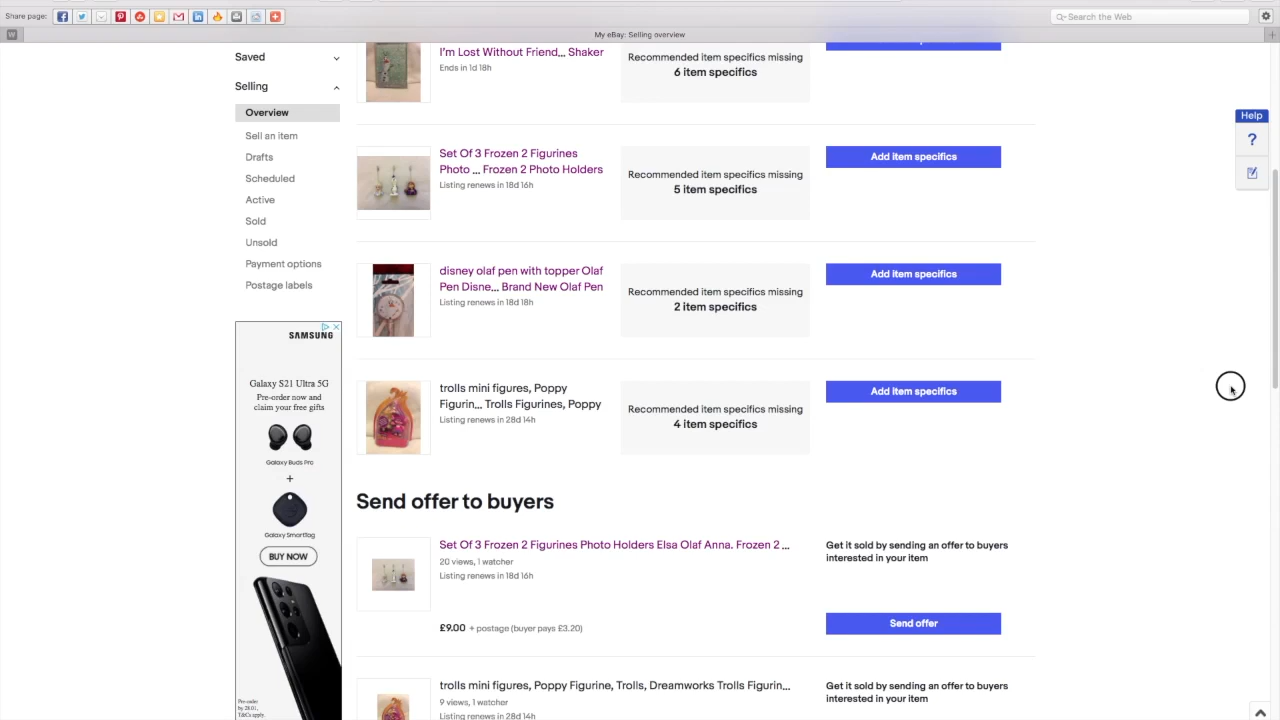 Share page:
Search the Web
My eBay: Selling overview
Saved
Selling
Overview
Sell an item
Drafts
Scheduled
Active
Sold
Unsold
Payment options
Postage labels
SAMSUNG
Galaxy S21 Ultra 5G
Pre-order now and
claim your free gifts
Galaxy Buds Pro
+
Galaxy SmartTag
BUY NOW
Pre-order
by 28.01,
T&Cs apply.
I'm Lost Without Friend... Shaker
Ends in 1d 18h
Recommended item specifics missing
6 item specifics
Set Of 3 Frozen 2 Figurines
Photo ... Frozen 2 Photo Holders
Listing renews in 18d 16h
Recommended item specifics missing
5 item specifics
Add item specifics
disney olaf pen with topper Olaf
Pen Disne... Brand New Olaf Pen
Listing renews in 18d 18h
Recommended item specifics missing
2 item specifics
Add item specifics
trolls mini figures, Poppy
Figurin... Trolls Figurines, Poppy
Listing renews in 28d 14h
Recommended item specifics missing
4 item specifics
Add item specifics
Send offer to buyers
Set Of 3 Frozen 2 Figurines Photo Holders Elsa Olaf Anna. Frozen 2 ...
20 views, 1 watcher
Listing renews in 18d 16h
£9.00 + postage (buyer pays £3.20)
Get it sold by sending an offer to buyers
interested in your item
Send offer
trolls mini figures, Poppy Figurine, Trolls, Dreamworks Trolls Figurin...
9 views, 1 watcher
Listing renews in 28d 14h
Get it sold by sending an offer to buyers
interested in your item
Help
?